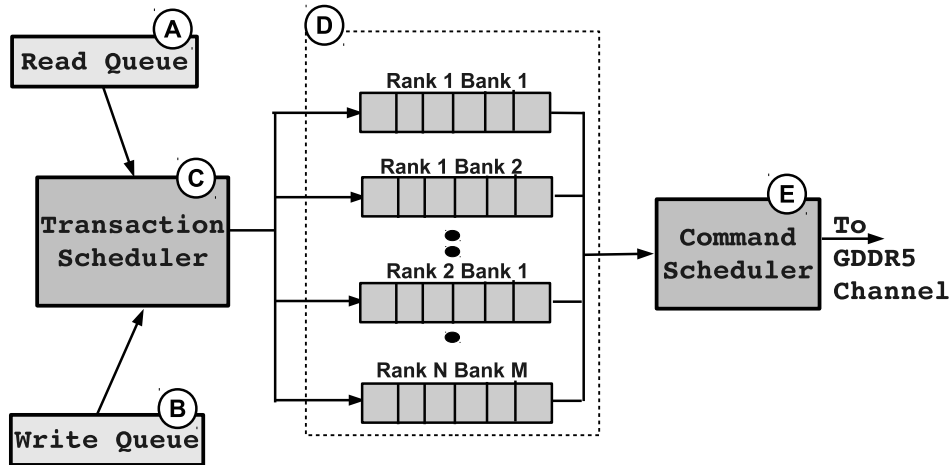 A
Read Queue
B
Write Queue
C
Transaction
Scheduler
D
Rank 1 Bank 1
Rank 1 Bank 2
Rank 2 Bank 1
Rank N Bank M
E
Command
Scheduler
To
GDDR5
Channel